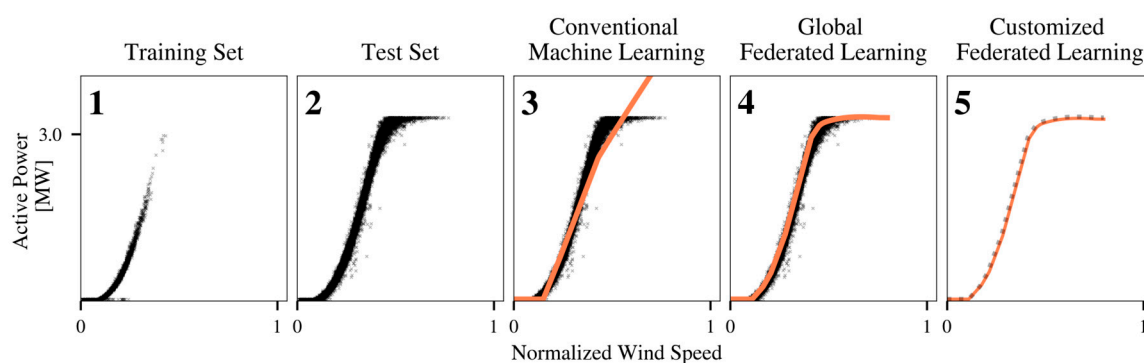 Training Set
Test Set
Conventional
Machine Learning
Global
Federated Learning
Customized
Federated Learning
1
2
3
4
5
3.0
Active Power
[MW]
0
1
0
1
0
1
0
1
0
1
Normalized Wind Speed